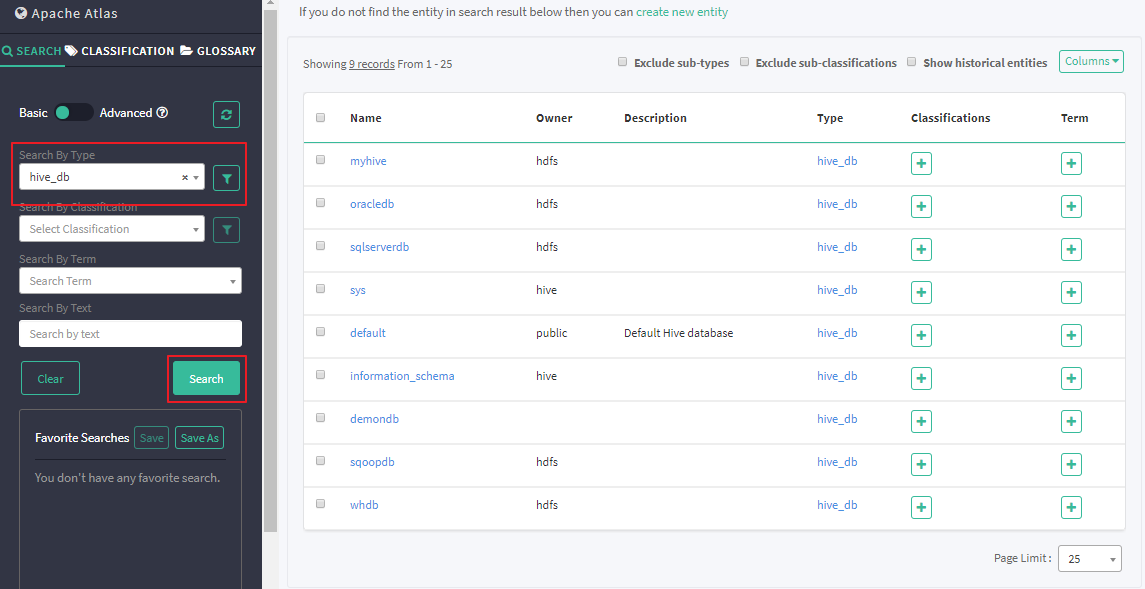 Apache Atlas
SEARCH CLASSIFICATION GLOSSARY
Basic Advanced
Search By Type
hive_db
Search By Classification
Select Classification
Search By Term
Search Term
Search By Text
Search by text
Clear Search
Favorite Searches Save Save As
You don't have any favorite search.
If you do not find the entity in search result below then you can create new entity
Showing 9 records From 1 - 25 Exclude sub-types Exclude sub-classifications Show historical entities Columns
Name Owner Description Type Classifications Term
myhive hdfs hive_db
oracledb hdfs hive_db
sqlserverdb hdfs hive_db
sys hive hive_db
default public Default Hive database hive_db
information_schema hive hive_db
demondb hive_db
sqoopdb hdfs hive_db
whdb hdfs hive_db
Page Limit : 25